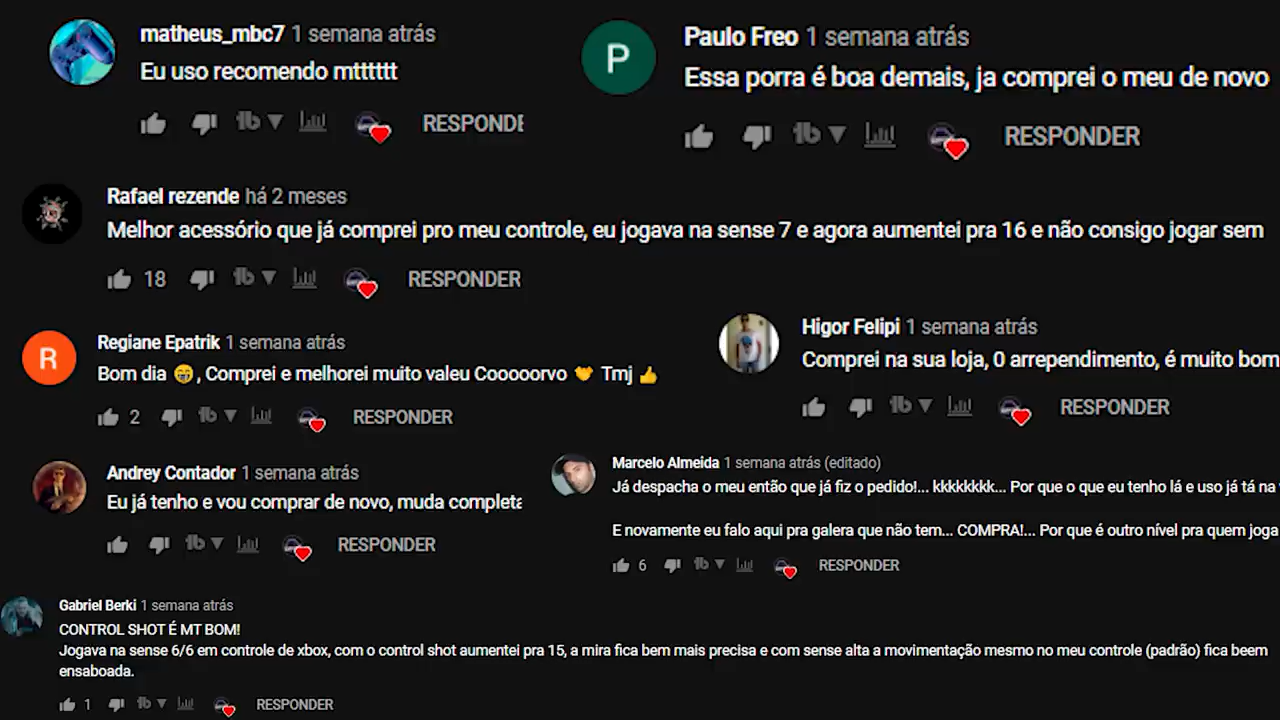 matheus_mbc7 1 semana atrás
Eu uso recomendo mtttttt
RESPONDE
Paulo Freo 1 semana atrás
Essa porra é boa demais, ja comprei o meu de novo
RESPONDER
Rafael rezende há 2 meses
Melhor acessório que já comprei pro meu controle, eu jogava na sense 7 e agora aumentei pra 16 e não consigo jogar sem
18 RESPONDER
Regiane Epatrik 1 semana atrás
Bom dia 😁, Comprei e melhorei muito valeu Cooooorvo 🤝 Tmj 👍
2 RESPONDER
Higor Felipi 1 semana atrás
Comprei na sua loja, 0 arrependimento, é muito bom
RESPONDER
Andrey Contador 1 semana atrás
Eu já tenho e vou comprar de novo, muda completa
RESPONDER
Marcelo Almeida 1 semana atrás (editado)
Já despacha o meu então que já fiz o pedido!... kkkkkkkk... Por que o que eu tenho lá e uso já tá na
E novamente eu falo aqui pra galera que não tem... COMPRA!... Por que é outro nível pra quem joga
6 RESPONDER
Gabriel Berki 1 semana atrás
CONTROL SHOT É MT BOM!
Jogava na sense 6/6 em controle de xbox, com o control shot aumentei pra 15, a mira fica bem mais precisa e com sense alta a movimentação mesmo no meu controle (padrão) fica beem
ensaboada.
1 RESPONDER